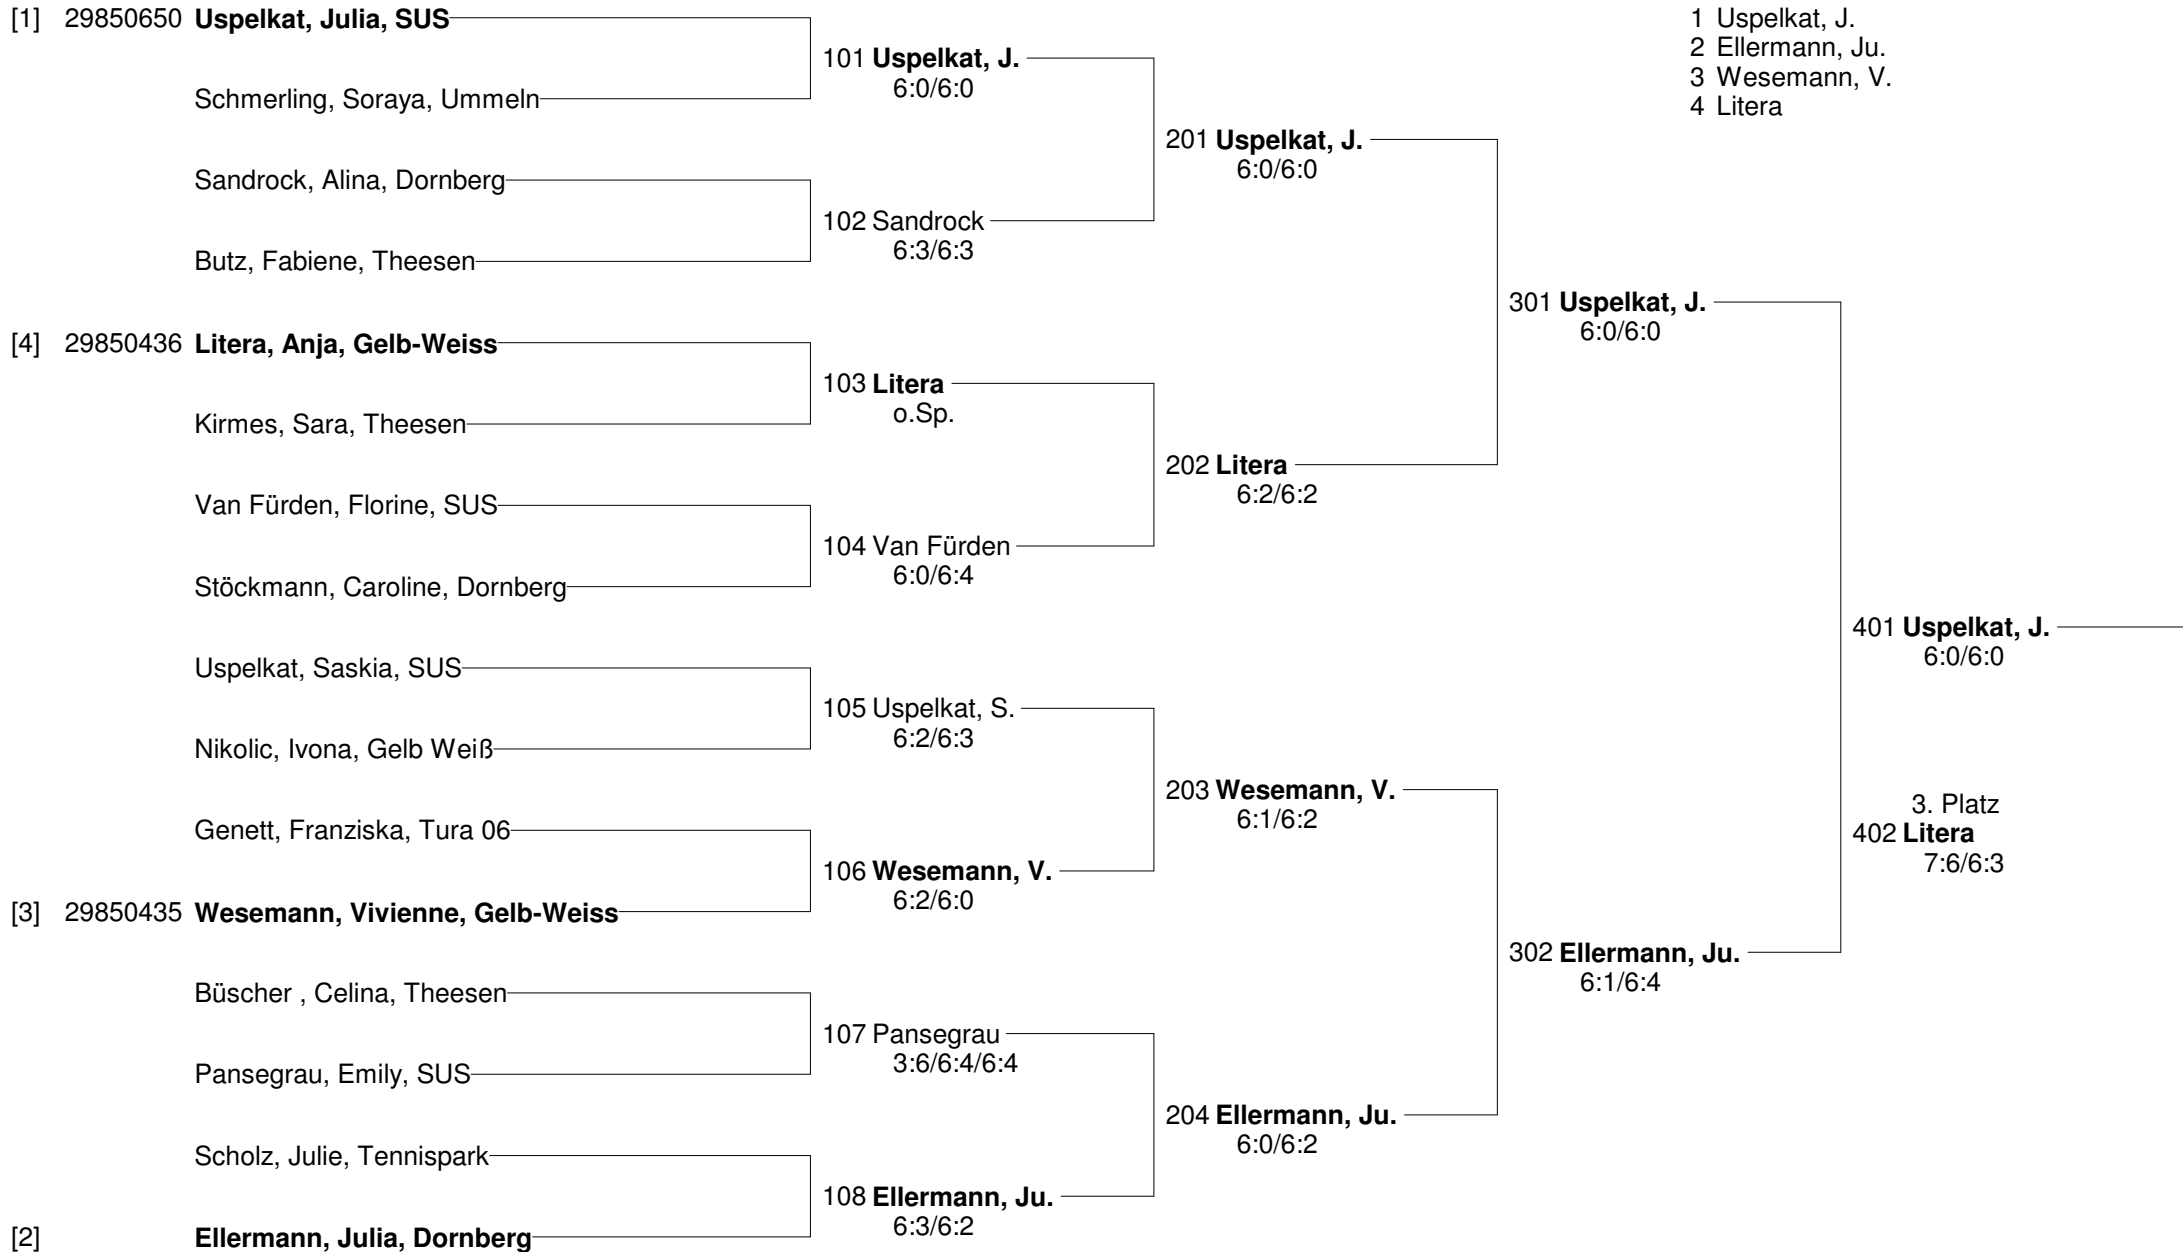 [1] 29850650 Uspelkat, Julia, SUS
Schmerling, Soraya, Ummeln
Sandrock, Alina, Dornberg
Butz, Fabiene, Theesen
[4] 29850436 Litera, Anja, Gelb-Weiss
Kirmes, Sara, Theesen
Van Fürden, Florine, SUS
Stöckmann, Caroline, Dornberg
Uspelkat, Saskia, SUS
Nikolic, Ivona, Gelb Weiß
Genett, Franziska, Tura 06
[3] 29850435 Wesemann, Vivienne, Gelb-Weiss
Büscher , Celina, Theesen
Pansegrau, Emily, SUS
Scholz, Julie, Tennispark
[2] Ellermann, Julia, Dornberg
101 Uspelkat, J.
6:0/6:0
102 Sandrock
6:3/6:3
103 Litera
o.Sp.
104 Van Fürden
6:0/6:4
105 Uspelkat, S.
6:2/6:3
106 Wesemann, V.
6:2/6:0
107 Pansegrau
3:6/6:4/6:4
108 Ellermann, Ju.
6:3/6:2
201 Uspelkat, J.
6:0/6:0
202 Litera
6:2/6:2
203 Wesemann, V.
6:1/6:2
204 Ellermann, Ju.
6:0/6:2
301 Uspelkat, J.
6:0/6:0
302 Ellermann, Ju.
6:1/6:4
1 Uspelkat, J.
2 Ellermann, Ju.
3 Wesemann, V.
4 Litera
401 Uspelkat, J.
6:0/6:0
3. Platz
402 Litera
7:6/6:3